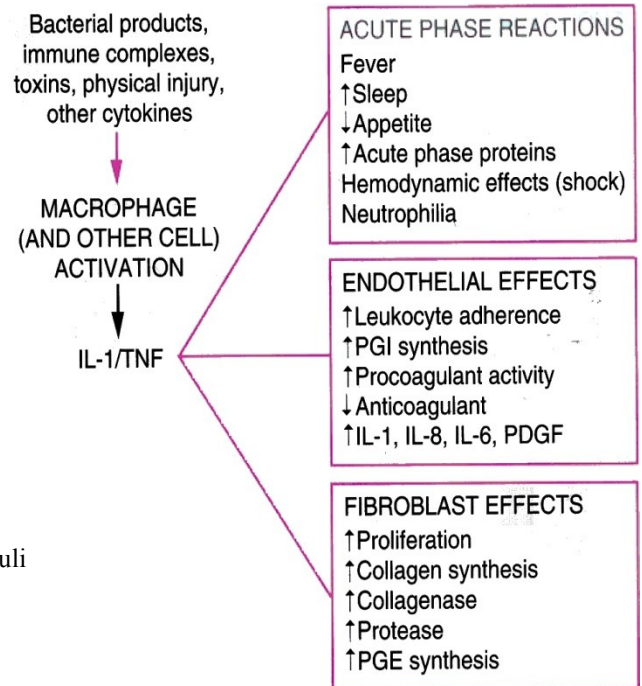 Bacterial products,
immune complexes,
toxins, physical injury,
other cytokines
MACROPHAGE
(AND OTHER CELL)
ACTIVATION
IL-1/TNF
ACUTE PHASE REACTIONS
Fever
↑Sleep
↓Appetite
↑Acute phase proteins
Hemodynamic effects (shock)
Neutrophilia
ENDOTHELIAL EFFECTS
↑Leukocyte adherence
↑PGI synthesis
↑Procoagulant activity
↓Anticoagulant
↑IL-1, IL-8, IL-6, PDGF
FIBROBLAST EFFECTS
↑Proliferation
↑Collagen synthesis
↑Collagenase
↑Protease
↑PGE synthesis
uli